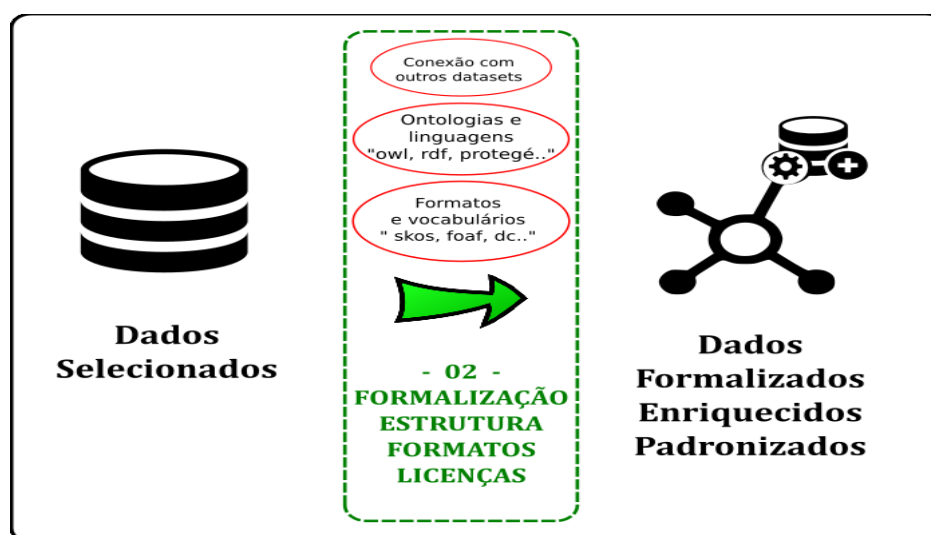 Dados
Selecionados
Conexão com
outros datasets
Ontologias e
linguagens
"owl, rdf, protegé.."
Formatos
e vocabulários
" skos, foaf, dc.."
- 02 -
FORMALIZAÇÃO
ESTRUTURA
FORMATOS
LICENÇAS
Dados
Formalizados
Enriquecidos
Padronizados